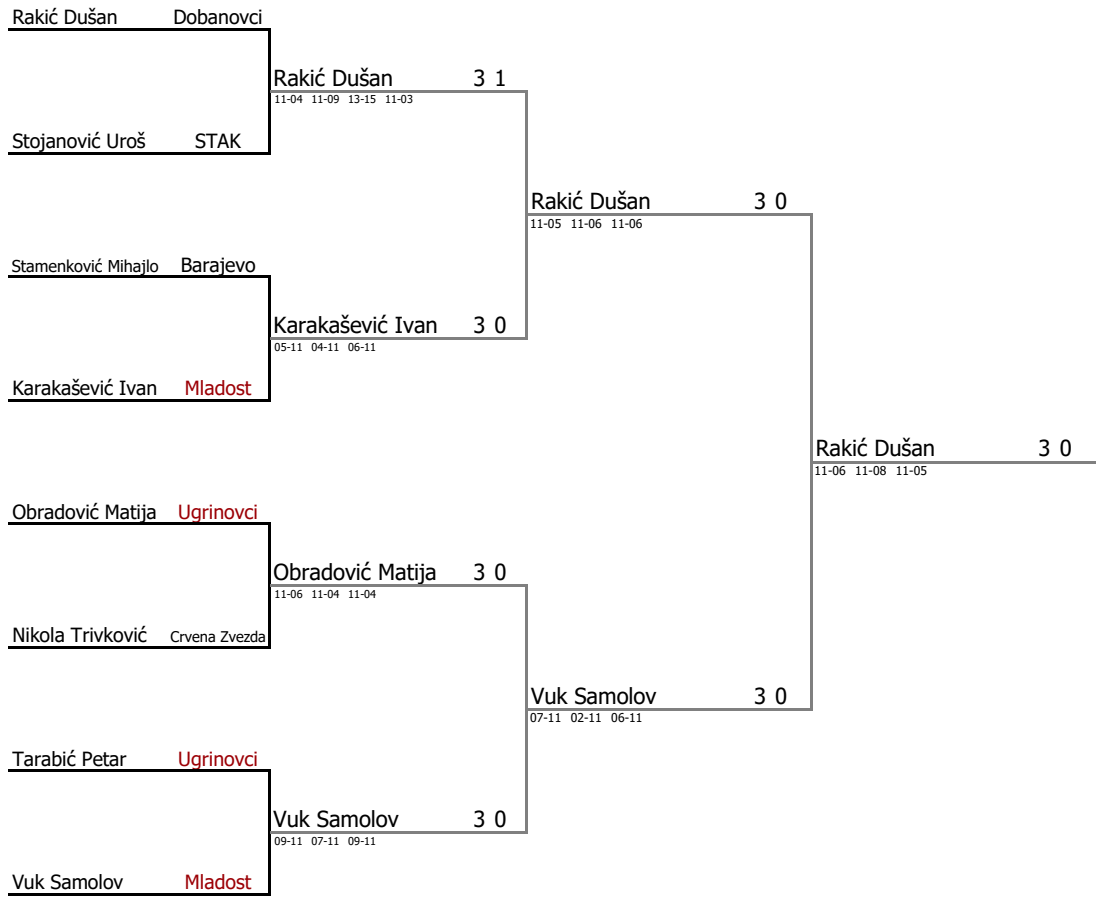 Rakić Dušan Dobanovci
Rakić Dušan 3 1
11-04 11-09 13-15 11-03
Stojanović Uroš STAK
Rakić Dušan 3 0
11-05 11-06 11-06
Stamenković Mihajlo Barajevo
Karakašević Ivan 3 0
05-11 04-11 06-11
Karakašević Ivan Mladost
Rakić Dušan 3 0
11-06 11-08 11-05
Obradović Matija Ugrinovci
Obradović Matija 3 0
11-06 11-04 11-04
Nikola Trivković Crvena Zvezda
Vuk Samolov 3 0
07-11 02-11 06-11
Tarabić Petar Ugrinovci
Vuk Samolov 3 0
09-11 07-11 09-11
Vuk Samolov Mladost